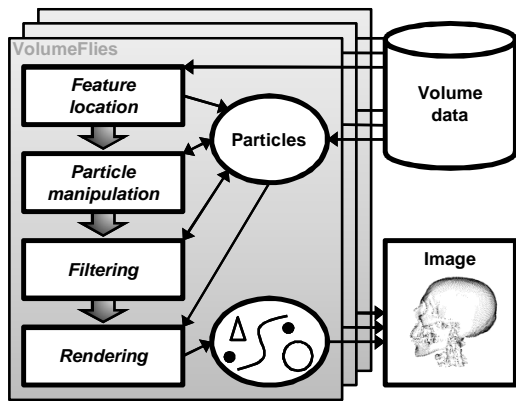 VolumeFlies
Feature
location
Particle
manipulation
Filtering
Rendering
Particles
Volume
data
Image